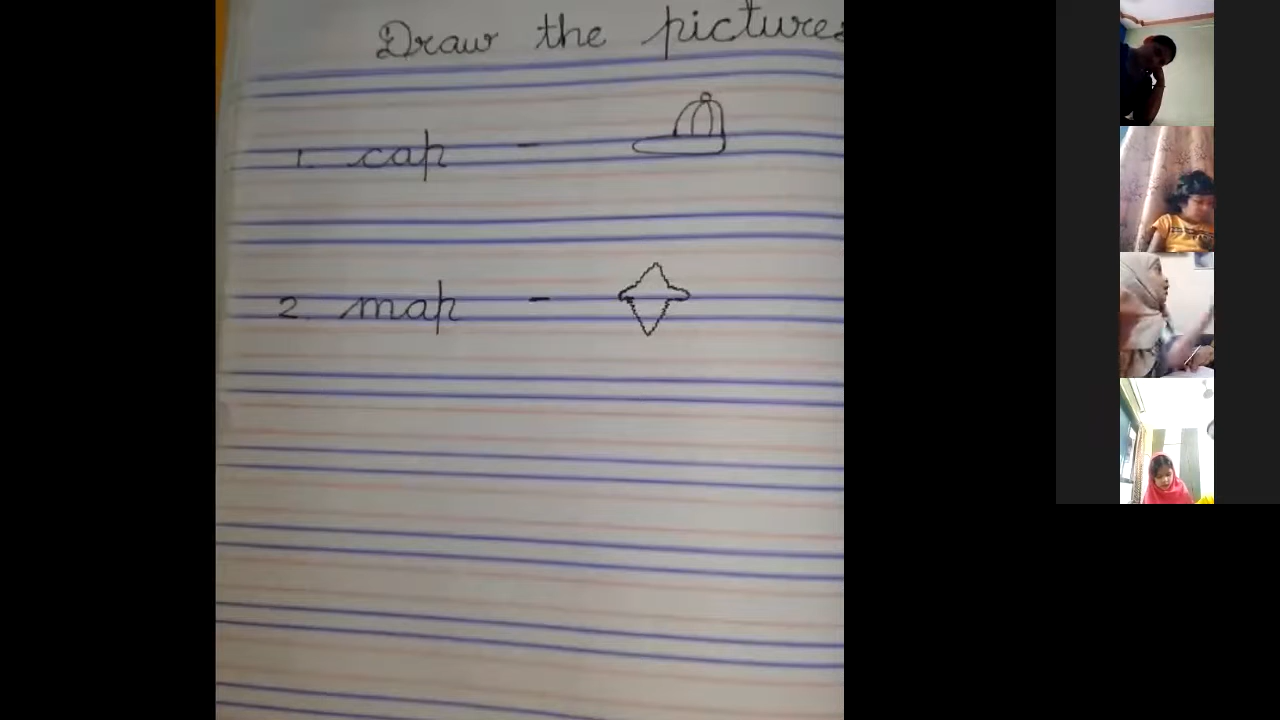 Draw the pictures
1. cap -
2. map -